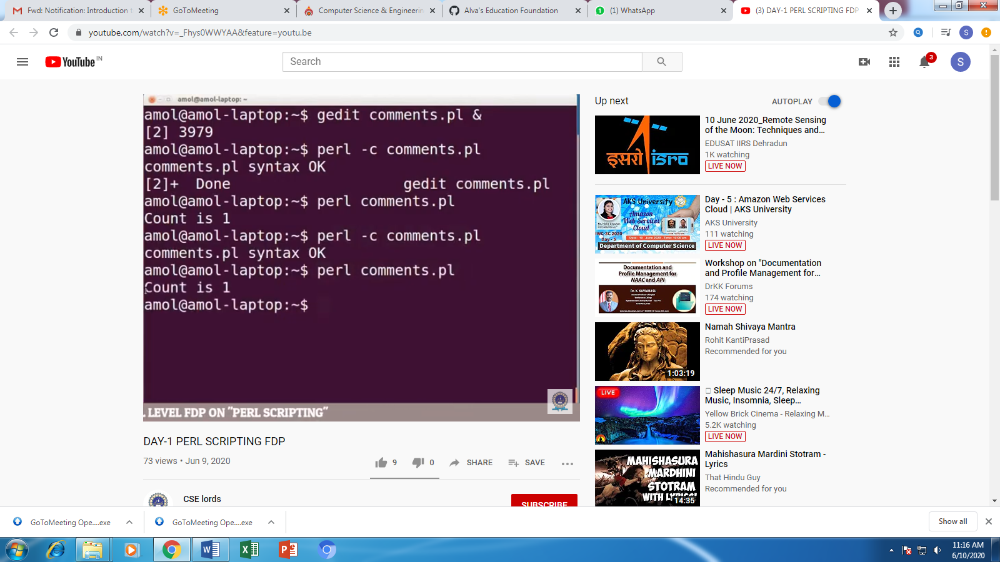 Fwd: Notification: Introduction t
GoToMeeting
Computer Science & Engineerin
Alva's Education Foundation
(1) WhatsApp
(3) DAY-1 PERL SCRIPTING FDP
youtube.com/watch?v=_Fhys0WWYAA&feature=youtu.be
S
YouTube IN
Search
3
S
amol@amol-laptop: ~
amol@amol-laptop:~$ gedit comments.pl &
[2] 3979
amol@amol-laptop:~$ perl -c comments.pl
comments.pl syntax OK
[2]+ Done gedit comments.pl
amol@amol-laptop:~$ perl comments.pl
Count is 1
amol@amol-laptop:~$ perl -c comments.pl
comments.pl syntax OK
amol@amol-laptop:~$ perl comments.pl
Count is 1
amol@amol-laptop:~$
LEVEL FDP ON "PERL SCRIPTING"
DAY-1 PERL SCRIPTING FDP
73 views • Jun 9, 2020
9
0
SHARE
SAVE
CSE lords
SUBSCRIBE
Up next
AUTOPLAY
इसरो isro
10 June 2020_Remote Sensing
of the Moon: Techniques and...
EDUSAT IIRS Dehradun
1K watching
LIVE NOW
AKS University
Amazon
Web Services
Cloud
IWC-3C 2020
Day - 5
Department of Computer Science
Day - 5 : Amazon Web Services
Cloud | AKS University
AKS University
111 watching
LIVE NOW
Documentation and
Profile Management for
NAAC and API
Dr. K. KAVIARASU
Workshop on "Documentation
and Profile Management for...
DrKK Forums
174 watching
LIVE NOW
1:03:19
Namah Shivaya Mantra
Rohit KantiPrasad
Recommended for you
LIVE
Sleep Music 24/7, Relaxing
Music, Insomnia, Sleep...
Yellow Brick Cinema - Relaxing M...
5.2K watching
LIVE NOW
MAHISHASURA
MARDHINI
STOTRAM
WITH LYRICS
14:35
Mahishasura Mardini Stotram -
Lyrics
That Hindu Guy
Recommended for you
GoToMeeting Ope....exe
GoToMeeting Ope....exe
Show all
11:16 AM
6/10/2020